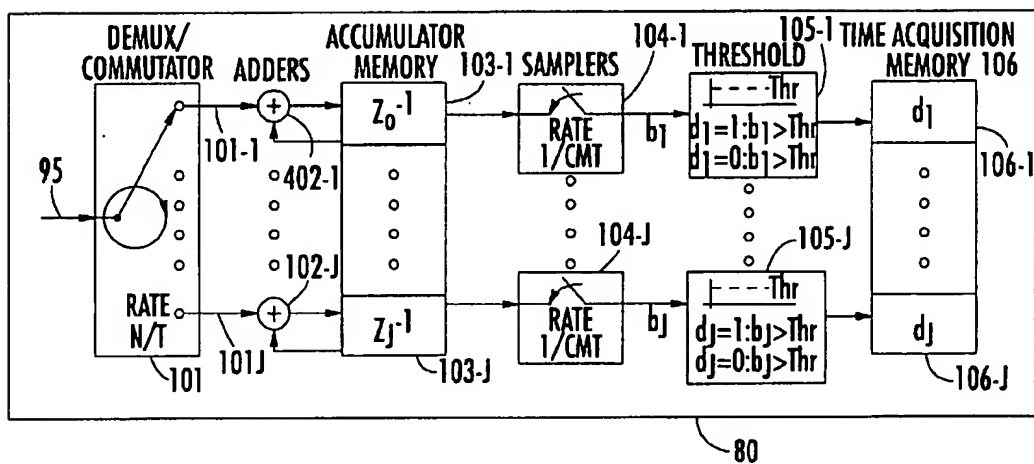 DEMUX/
COMMUTATOR
ADDERS
ACCUMULATOR
MEMORY
103-1
SAMPLERS
104-1
THRESHOLD
105-1
TIME ACQUISITION
MEMORY 106
95
101-1
402-1
Z₀⁻¹
RATE
1/CMT
b₁
Thr
d₁=1:b₁>Thr
d₁=0:b₁>Thr
d₁
106-1
RATE
N/T
101
101J
102-J
Zⱼ⁻¹
103-J
104-J
RATE
1/CMT
bⱼ
105-J
Thr
dⱼ=1:bⱼ>Thr
dⱼ=0:bⱼ>Thr
dⱼ
106-J
80